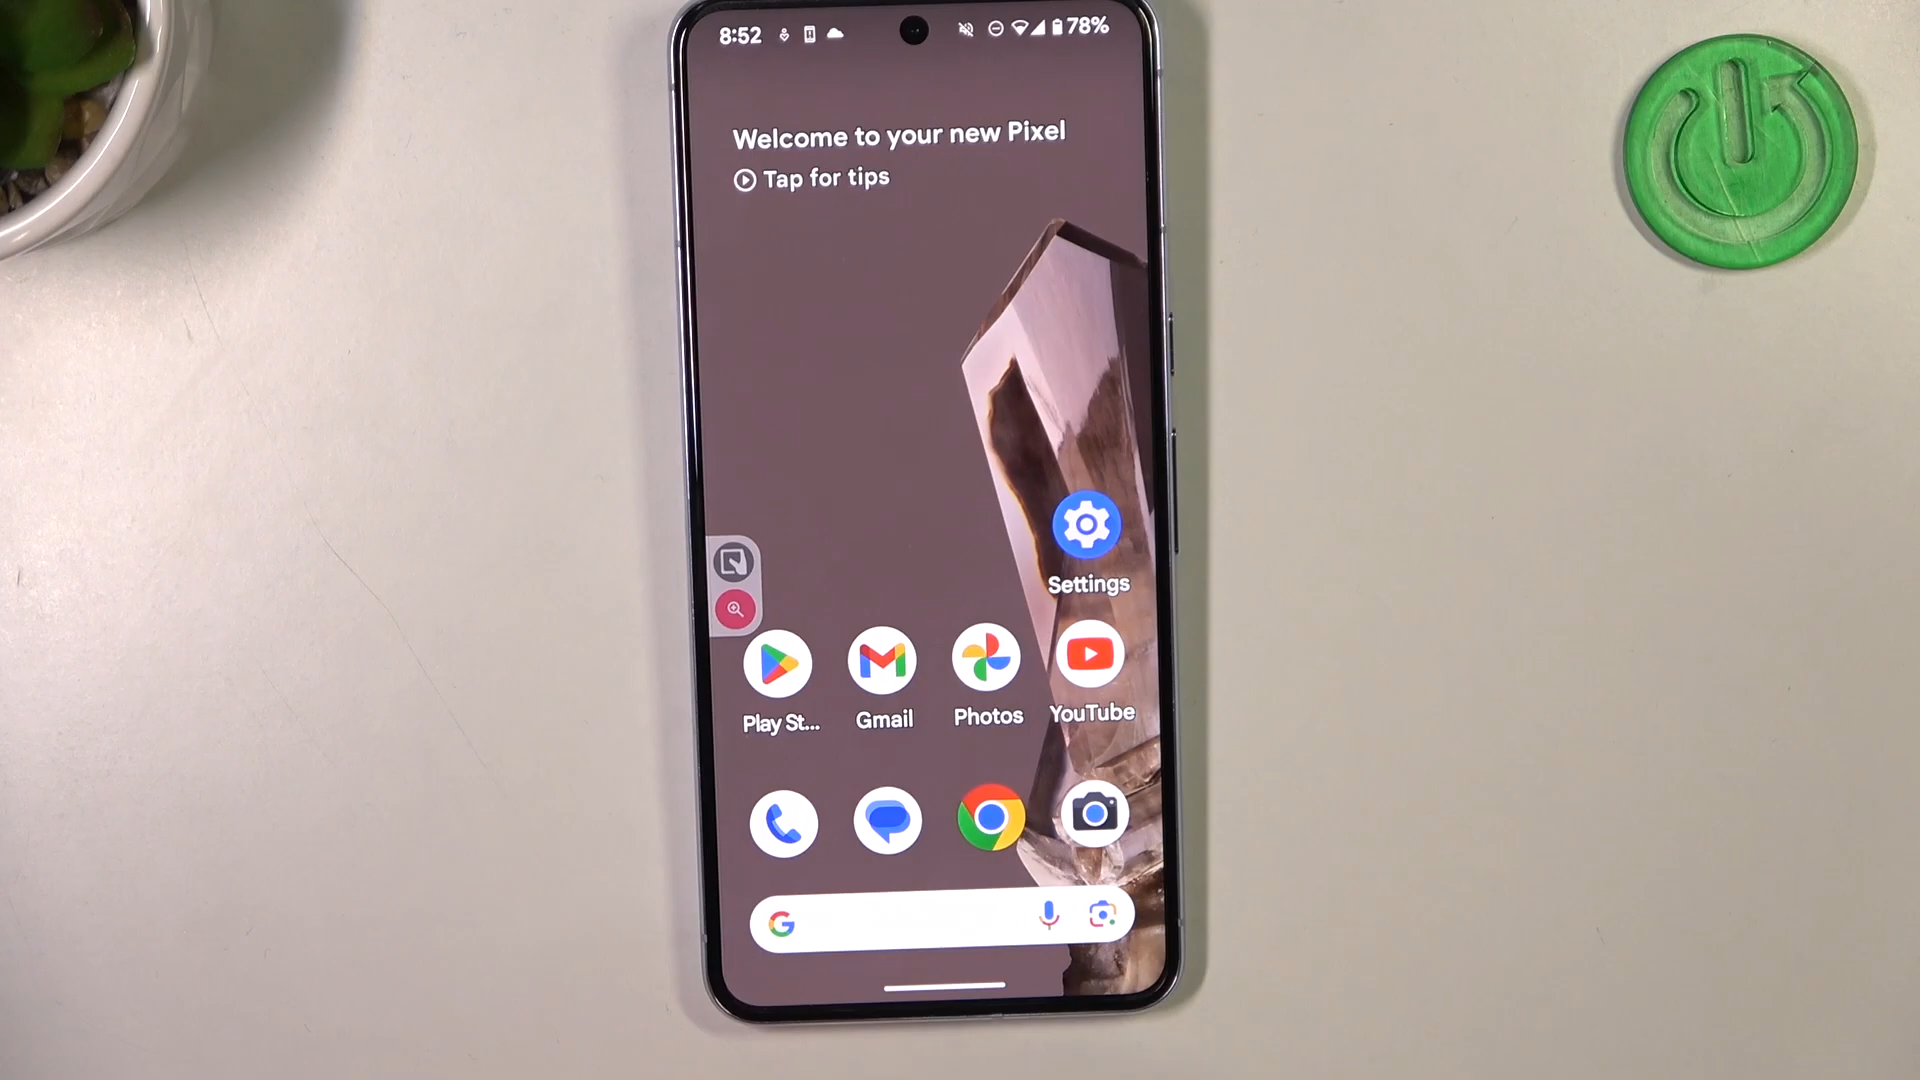 8:52
78%
Welcome to your new Pixel
Tap for tips
Settings
Play St...
Gmail
Photos
YouTube